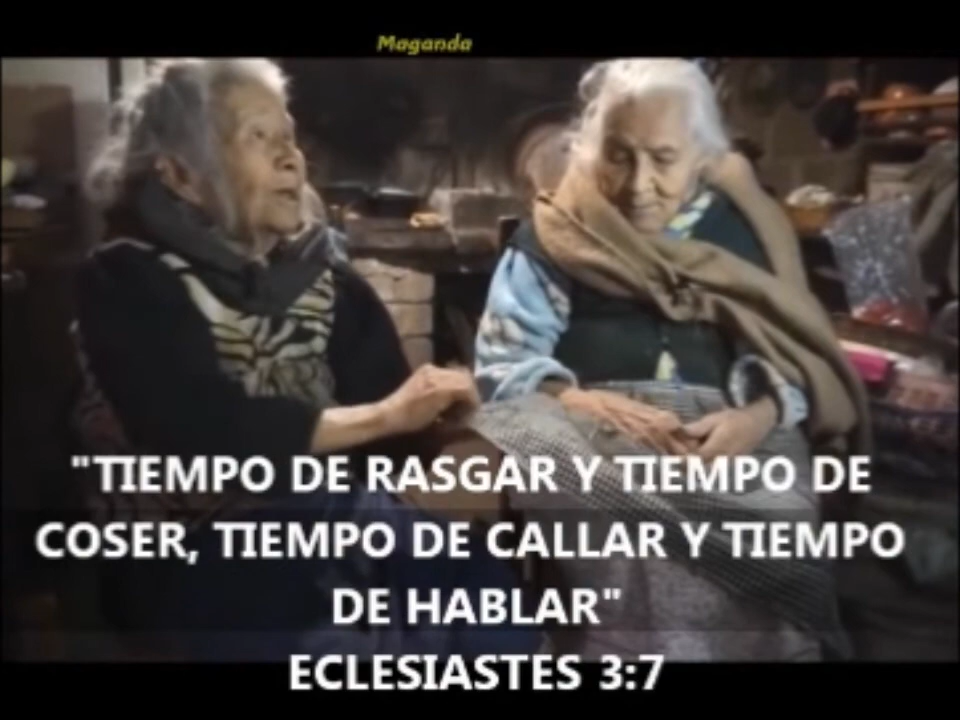 Maganda
"TIEMPO DE RASGAR Y TIEMPO DE
COSER, TIEMPO DE CALLAR Y TIEMPO
DE HABLAR"
ECLESIASTES 3:7